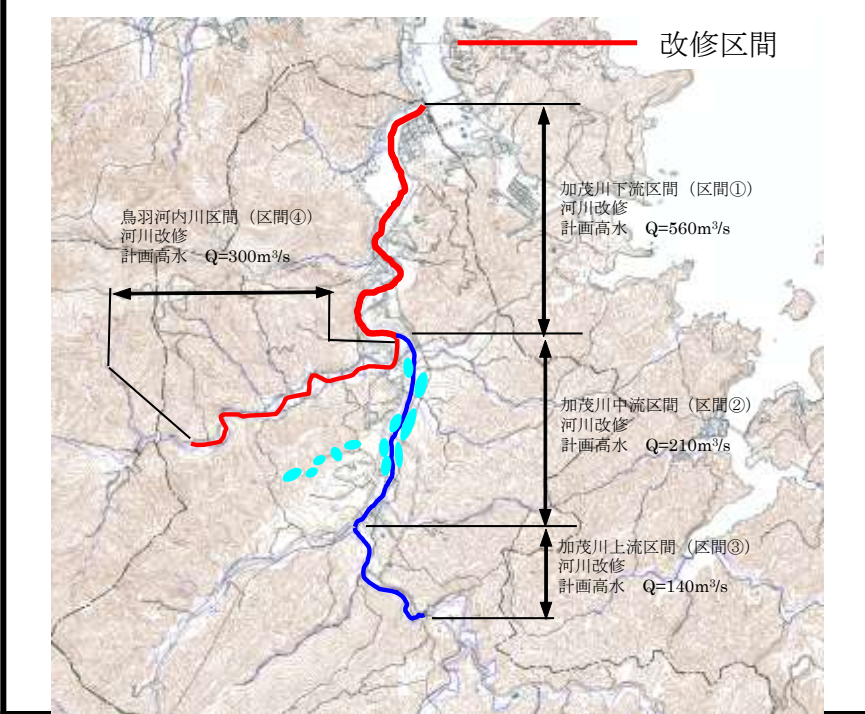 改修区間
加茂川下流区間（区間①）
河川改修
計画高水 Q=560m³/s
鳥羽河内川区間（区間④）
河川改修
計画高水 Q=300m³/s
加茂川中流区間（区間②）
河川改修
計画高水 Q=210m³/s
加茂川上流区間（区間③）
河川改修
計画高水 Q=140m³/s